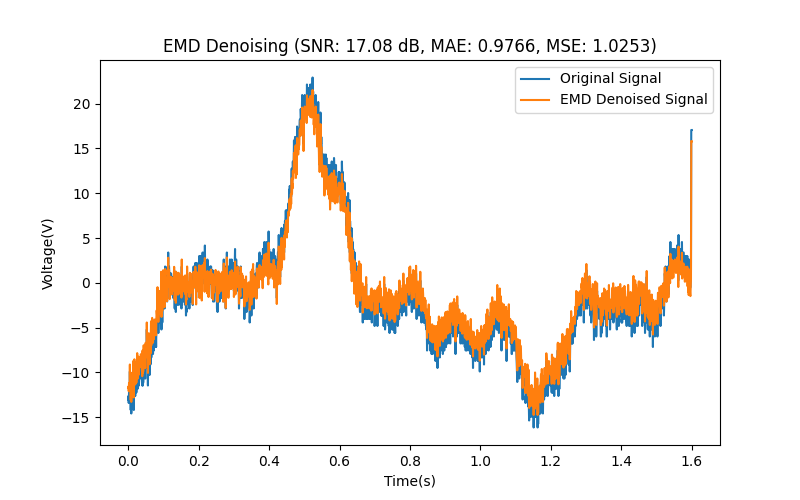 EMD Denoising (SNR: 17.08 dB, MAE: 0.9766, MSE: 1.0253)
Original Signal
EMD Denoised Signal
20
15
10
5
0
−5
−10
−15
Voltage(V)
0.0 0.2 0.4 0.6 0.8 1.0 1.2 1.4 1.6
Time(s)